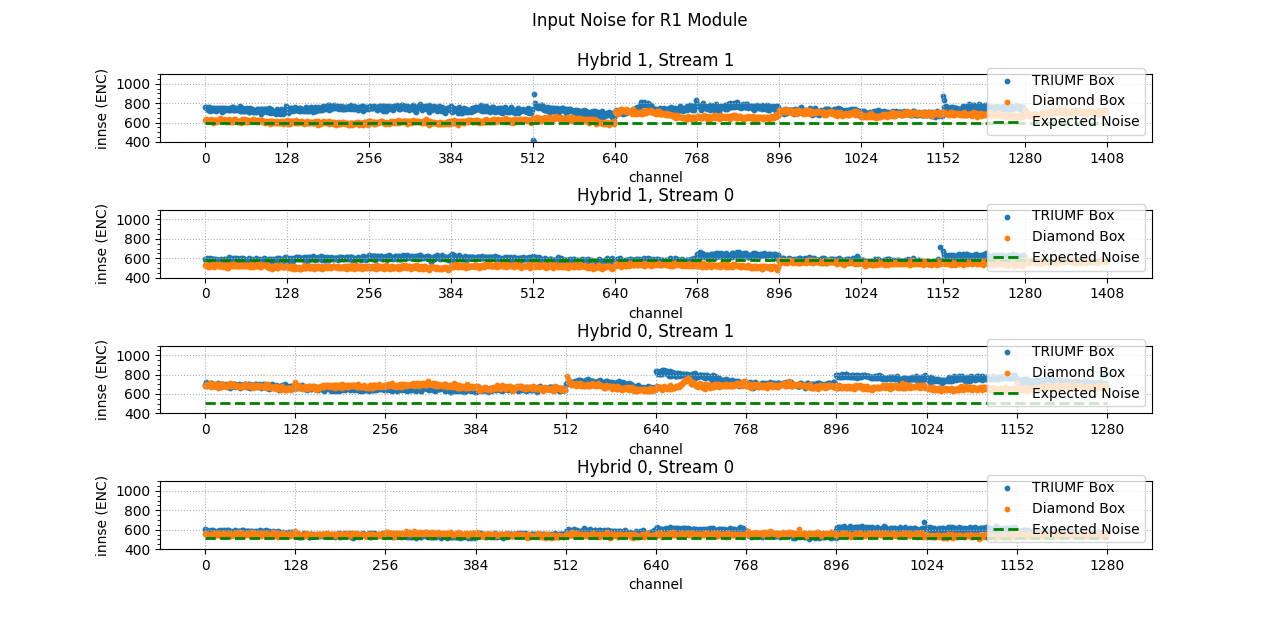 Input Noise for R1 Module
Hybrid 1, Stream 1
innse (ENC)
1000
800
600
400
TRIUMF Box
Diamond Box
Expected Noise
0 128 256 384 512 640 768 896 1024 1152 1280 1408
channel
Hybrid 1, Stream 0
innse (ENC)
1000
800
600
400
TRIUMF Box
Diamond Box
Expected Noise
0 128 256 384 512 640 768 896 1024 1152 1280 1408
channel
Hybrid 0, Stream 1
innse (ENC)
1000
800
600
400
TRIUMF Box
Diamond Box
Expected Noise
0 128 256 384 512 640 768 896 1024 1152 1280
channel
Hybrid 0, Stream 0
innse (ENC)
1000
800
600
400
TRIUMF Box
Diamond Box
Expected Noise
0 128 256 384 512 640 768 896 1024 1152 1280
channel